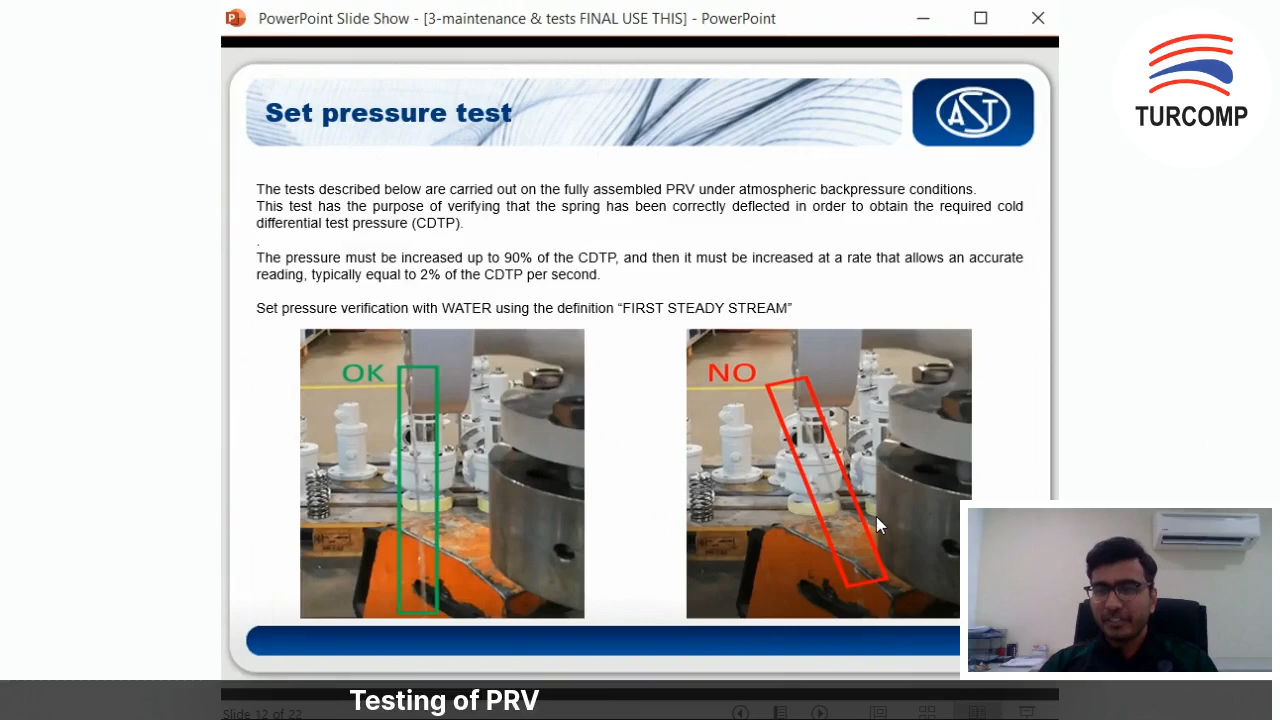 PowerPoint Slide Show - [3-maintenance & tests FINAL USE THIS] - PowerPoint
TURCOMP
Set pressure test
AST
The tests described below are carried out on the fully assembled PRV under atmospheric backpressure conditions.
This test has the purpose of verifying that the spring has been correctly deflected in order to obtain the required cold
differential test pressure (CDTP).
.
The pressure must be increased up to 90% of the CDTP, and then it must be increased at a rate that allows an accurate
reading, typically equal to 2% of the CDTP per second.
Set pressure verification with WATER using the definition “FIRST STEADY STREAM”
OK
NO
Testing of PRV
Slide 12 of 22